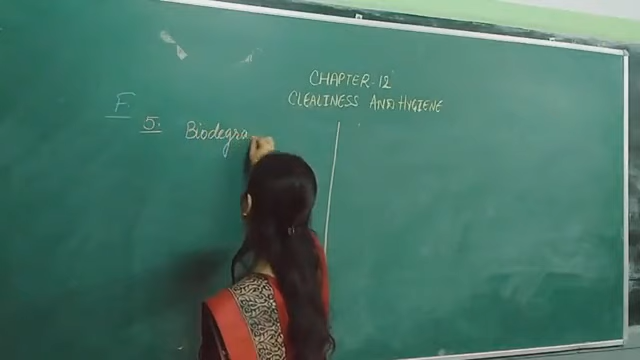 CHAPTER-12
CLEALINESS AND HYGIENE
F.
5. Biodegra